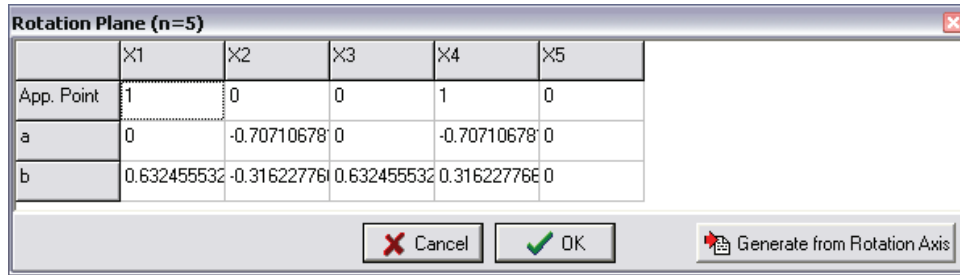 Rotation Plane (n=5)
X1 X2 X3 X4 X5
App. Point 1 0 0 1 0
a 0 -0.70710678 0 -0.70710678 0
b 0.632455532 -0.31622776 0.632455532 0.316227766 0
Cancel OK Generate from Rotation Axis